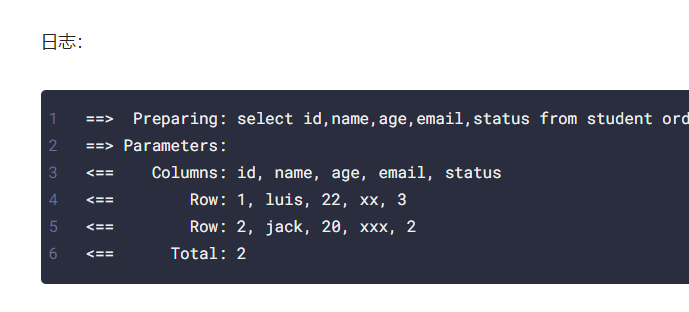 日志：
1 ==>  Preparing: select id,name,age,email,status from student ord
2 ==> Parameters:
3 <==    Columns: id, name, age, email, status
4 <==        Row: 1, luis, 22, xx, 3
5 <==        Row: 2, jack, 20, xxx, 2
6 <==      Total: 2